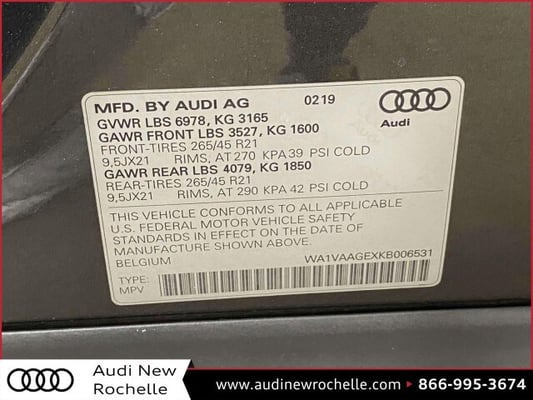 MFD. BY AUDI AG 0219
GVWR LBS 6978, KG 3165
GAWR FRONT LBS 3527, KG 1600
Audi
FRONT-TIRES 265/45 R21
9,5JX21 RIMS, AT 270 KPA 39 PSI COLD
GAWR REAR LBS 4079, KG 1850
REAR-TIRES 265/45 R21
9,5JX21 RIMS, AT 290 KPA 42 PSI COLD
THIS VEHICLE CONFORMS TO ALL APPLICABLE
U.S. FEDERAL MOTOR VEHICLE SAFETY
STANDARDS IN EFFECT ON THE DATE OF
MANUFACTURE SHOWN ABOVE.
BELGIUM WA1VAAGEXKB006531
TYPE:
MPV
Audi New
Rochelle
www.audinewrochelle.com • 866-995-3674